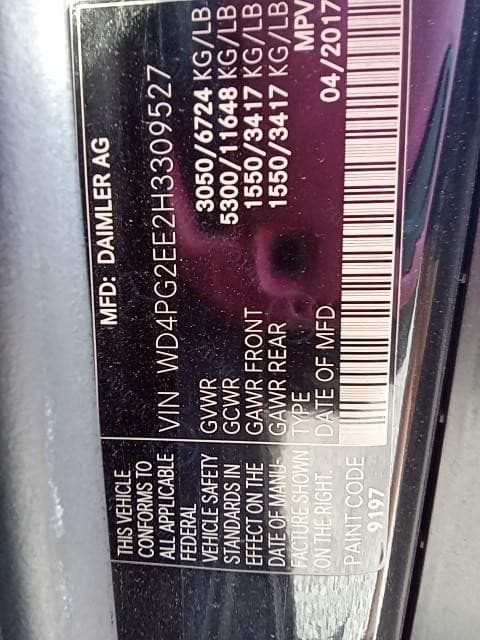 MFD: DAIMLER AG
VIN WD4PG2EE2H3309527
GVWR 3050/6724 KG/LB
GCWR 5300/11648 KG/LB
GAWR FRONT 1550/3417 KG/LB
GAWR REAR 1550/3417 KG/LB
TYPE MPV
DATE OF MFD 04/2017
THIS VEHICLE
CONFORMS TO
ALL APPLICABLE
FEDERAL
VEHICLE SAFETY
STANDARDS IN
EFFECT ON THE
DATE OF MANU-
FACTURE SHOWN
ON THE RIGHT.
PAINT CODE
9197